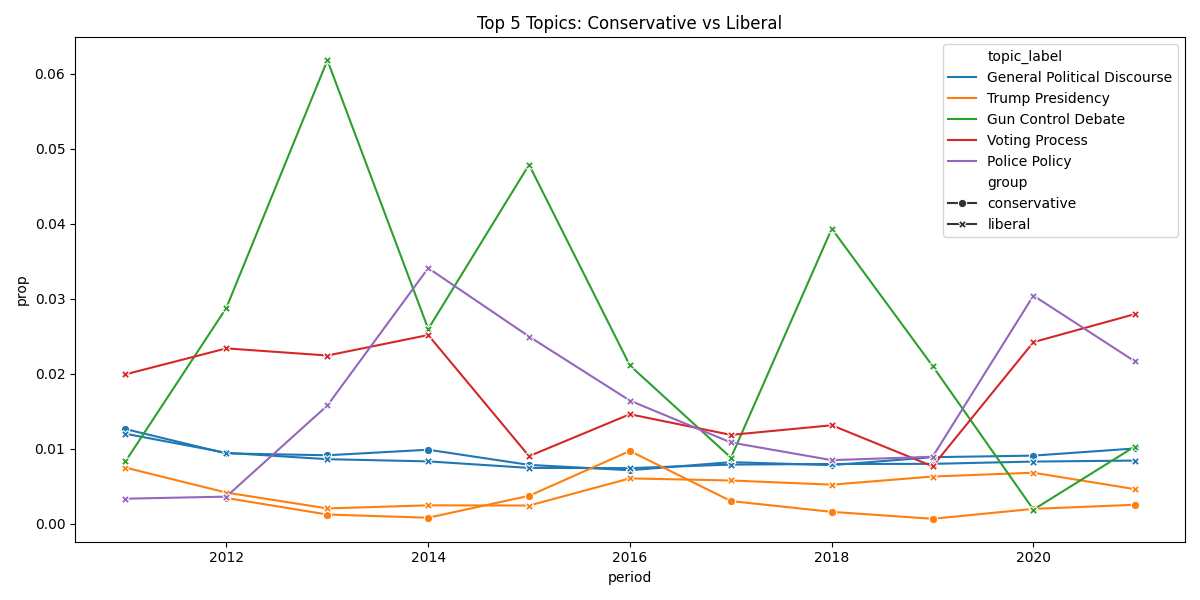 Top 5 Topics: Conservative vs Liberal
topic_label
General Political Discourse
Trump Presidency
Gun Control Debate
Voting Process
Police Policy
group
conservative
liberal
prop
0.06
0.05
0.04
0.03
0.02
0.01
0.00
2012
2014
2016
2018
2020
period